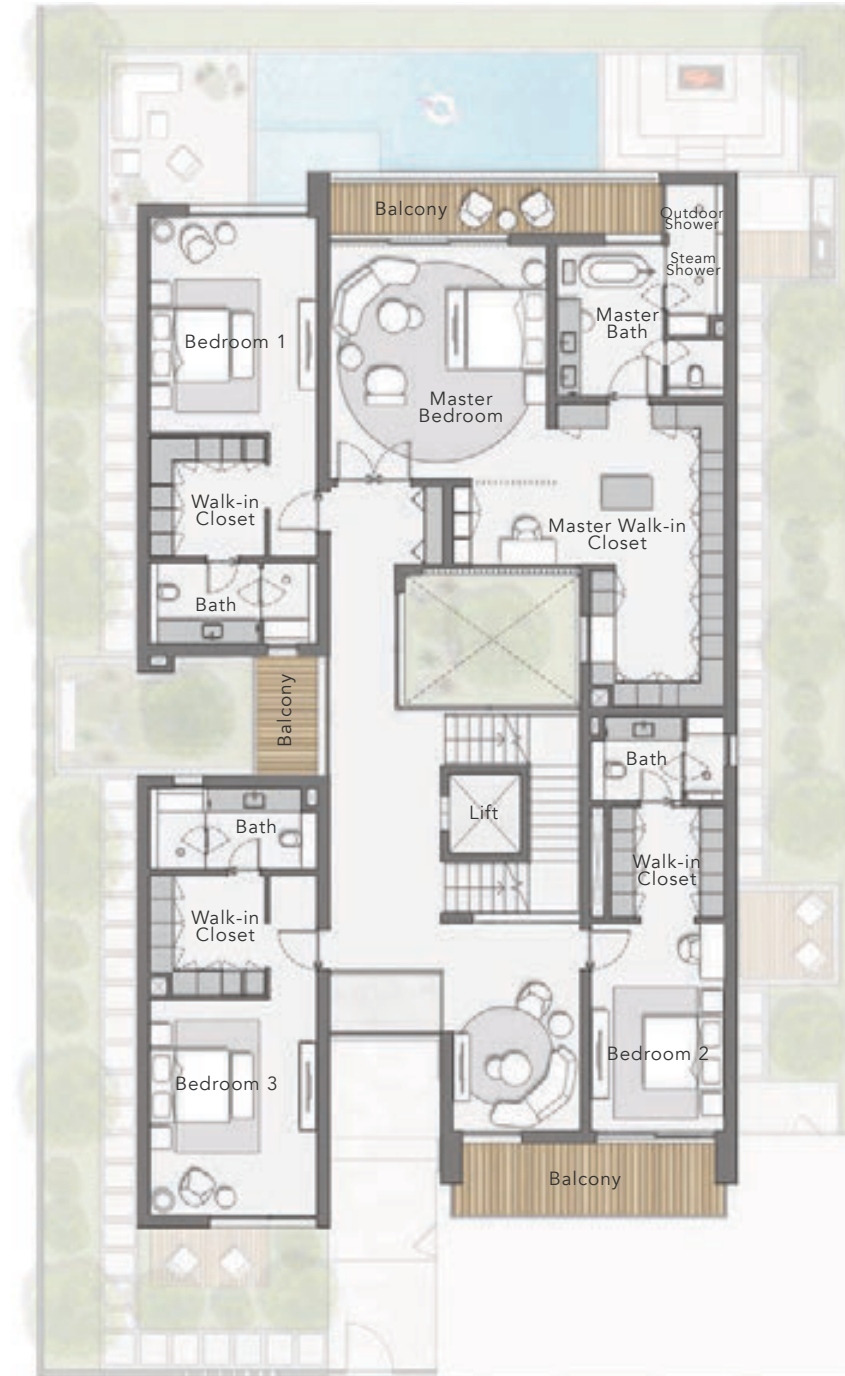 Balcony
Outdoor
Shower
Steam
Shower
Master
Bath
Bedroom 1
Master
Bedroom
Walk-in
Closet
Master Walk-in
Closet
Bath
Balcony
Bath
Lift
Bath
Walk-in
Closet
Walk-in
Closet
Bedroom 2
Bedroom 3
Balcony